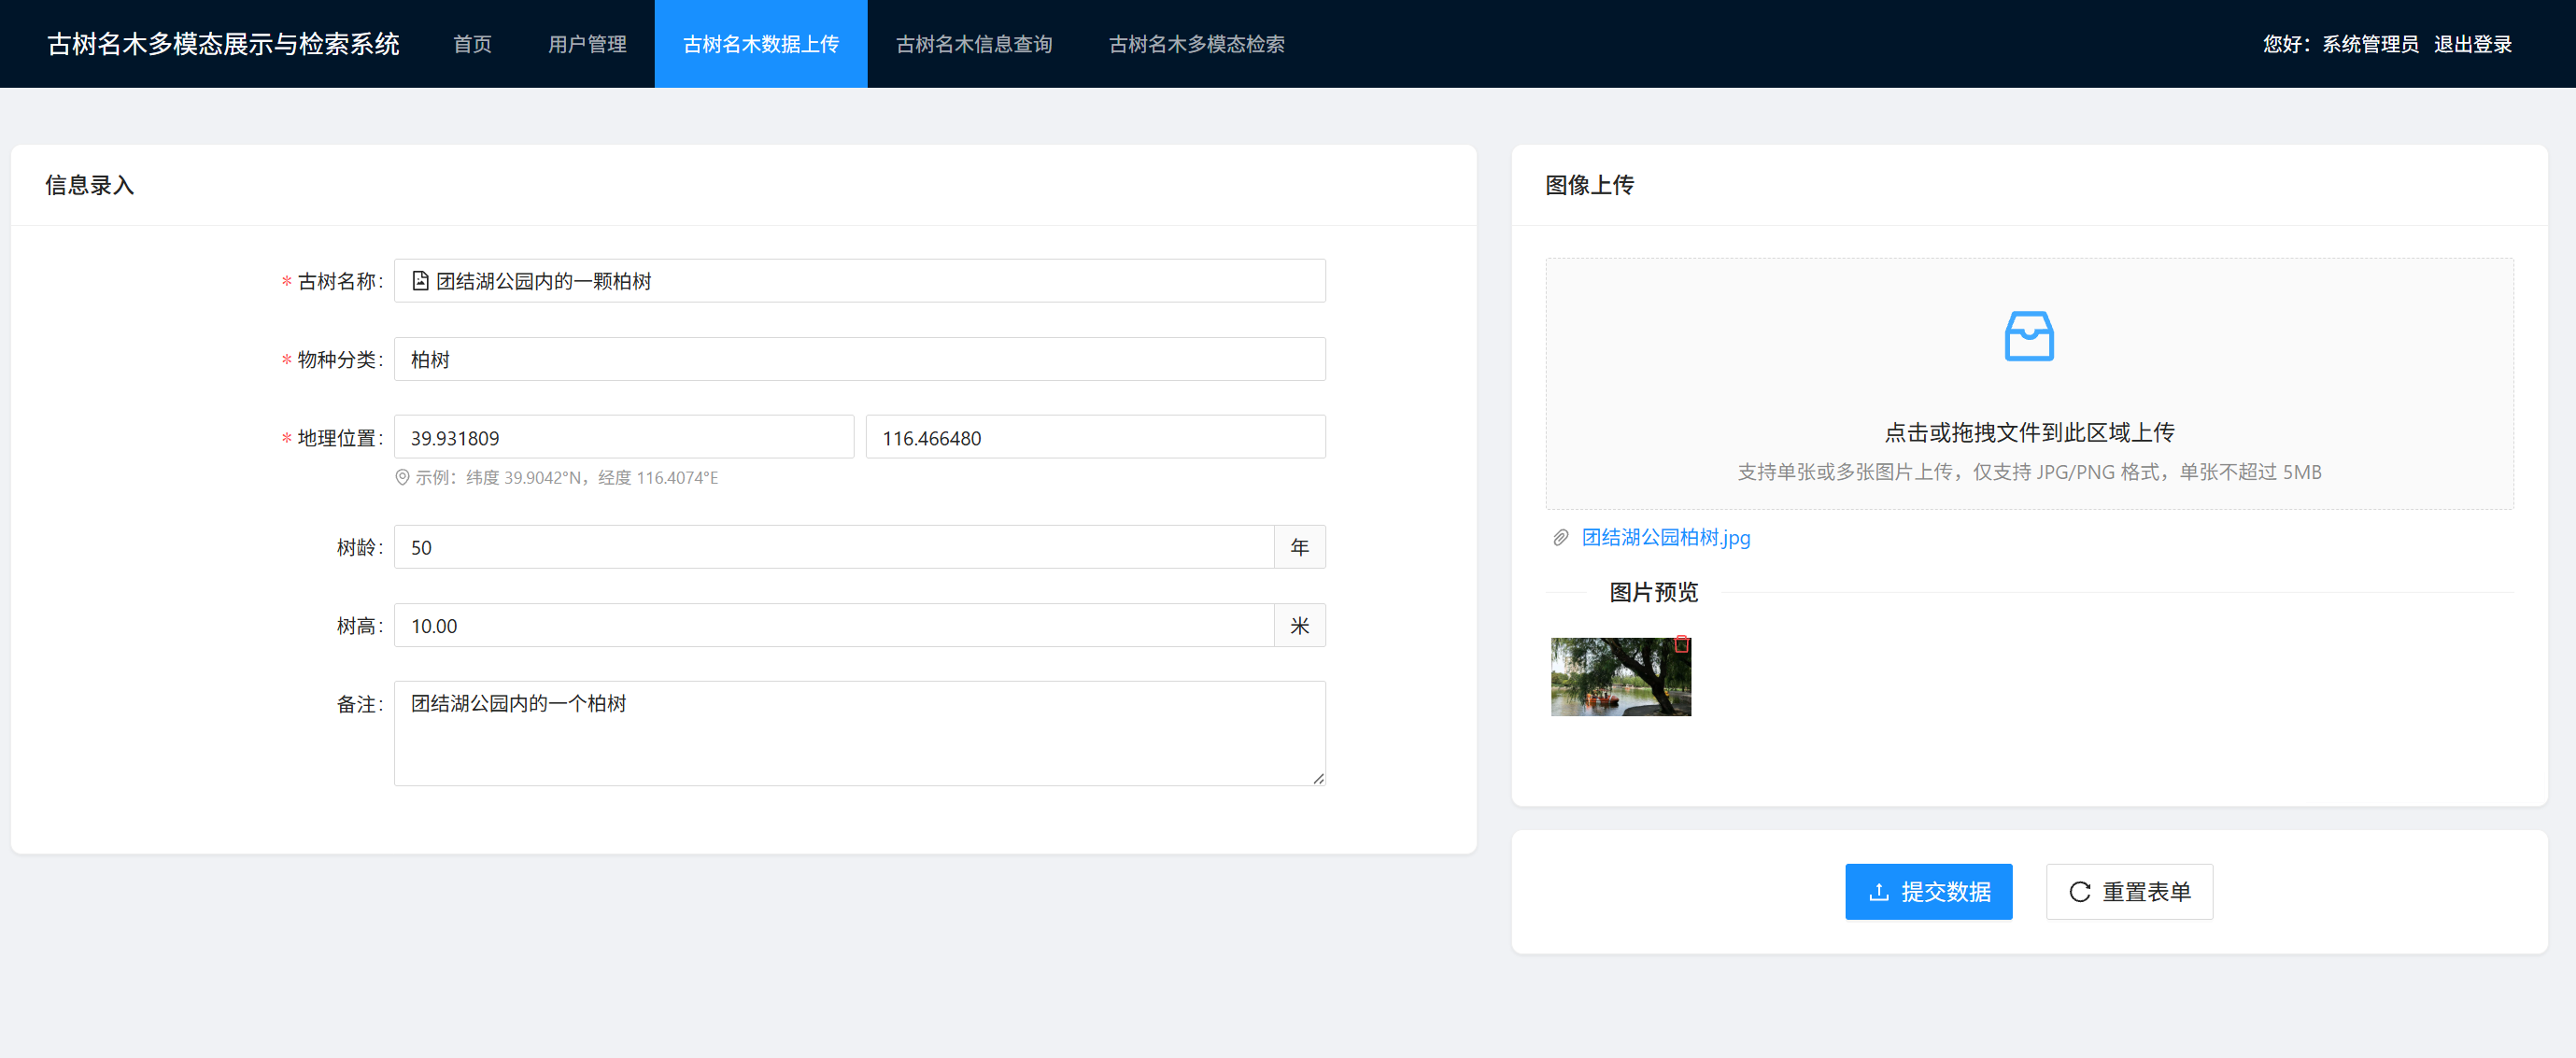 古树名木多模态展示与检索系统 首页 用户管理 古树名木数据上传 古树名木信息查询 古树名木多模态检索 您好：系统管理员 退出登录
信息录入
* 古树名称： 团结湖公园内的一颗柏树
* 物种分类： 柏树
* 地理位置： 39.931809 116.466480
示例：纬度 39.9042°N，经度 116.4074°E
树龄： 50 年
树高： 10.00 米
备注： 团结湖公园内的一个柏树
图像上传
点击或拖拽文件到此区域上传
支持单张或多张图片上传，仅支持 JPG/PNG 格式，单张不超过 5MB
团结湖公园柏树.jpg
图片预览
提交数据 重置表单